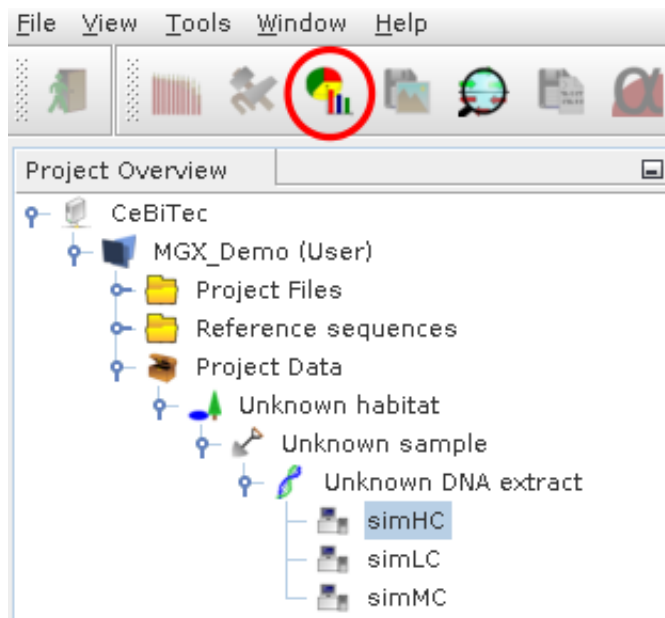 File View Tools Window Help
Project Overview
CeBiTec
MGX_Demo (User)
Project Files
Reference sequences
Project Data
Unknown habitat
Unknown sample
Unknown DNA extract
simHC
simLC
simMC